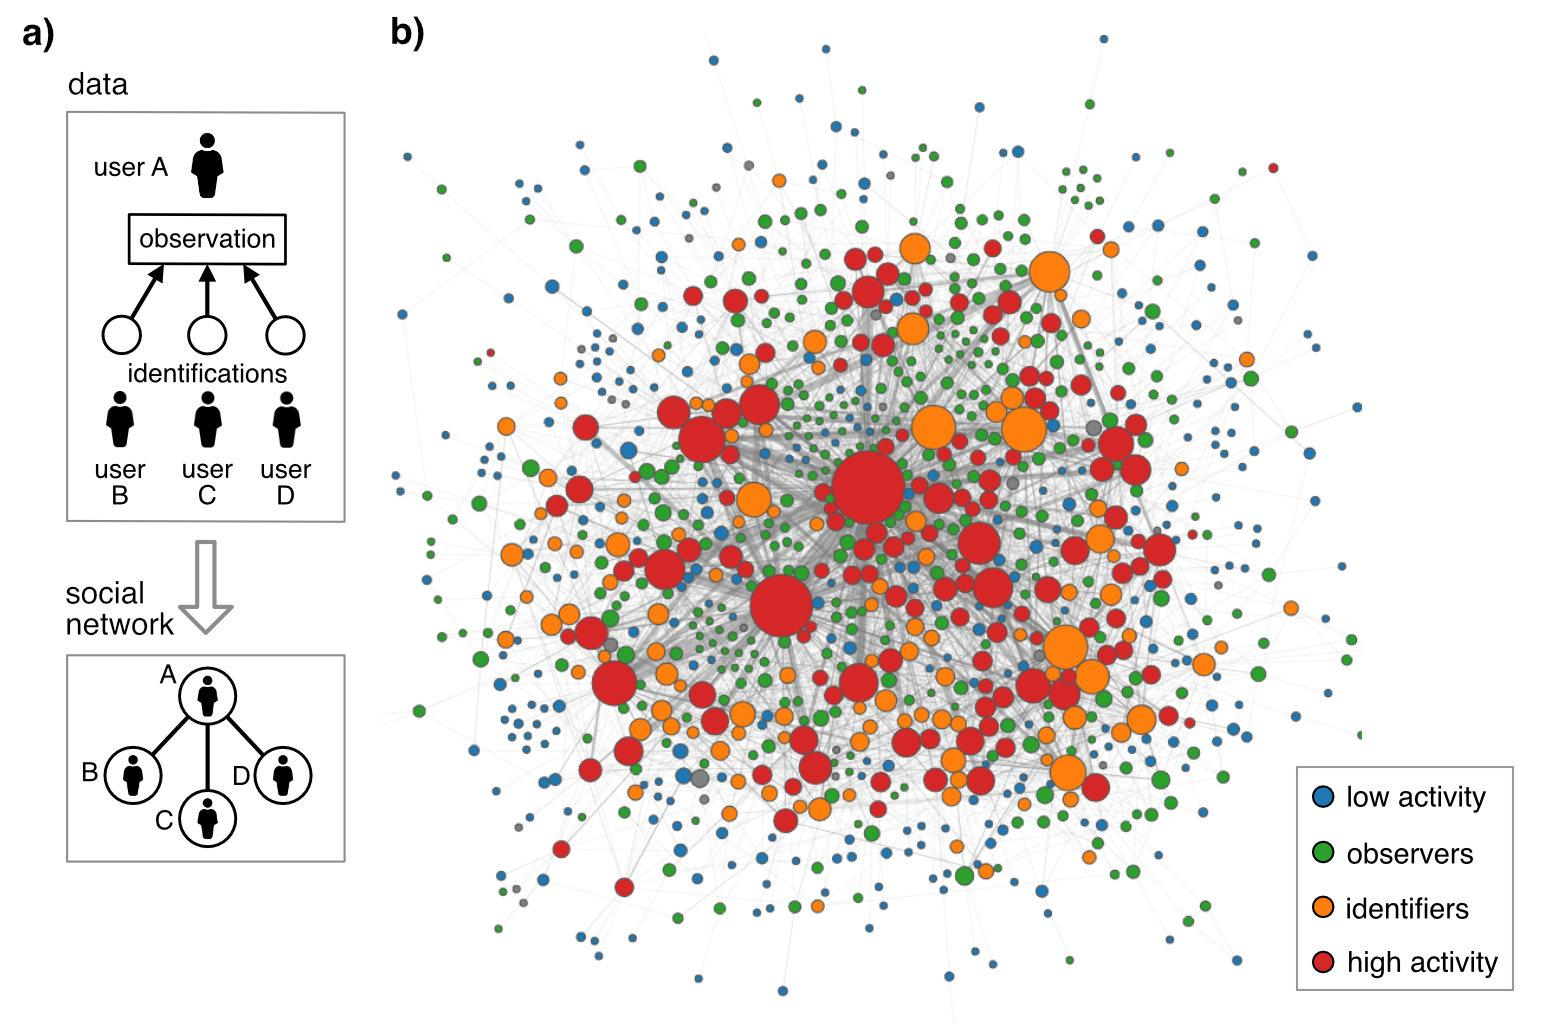 a)
data
user A
observation
identifications
user user user
B C D
social
network
A
B
D
C
b)
low activity
observers
identifiers
high activity